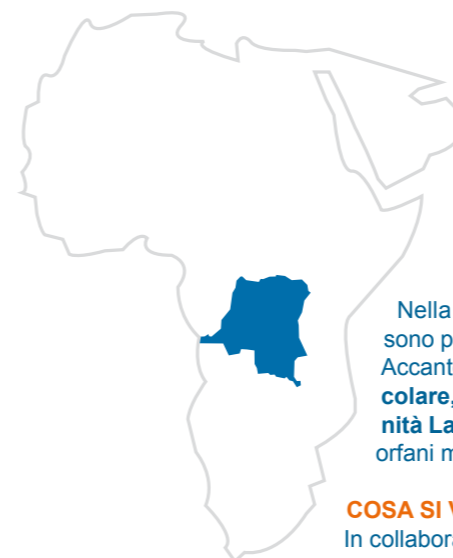 Nella
sono p
Accant
colare,
nità La
orfani m
COSA SI V
In collabora